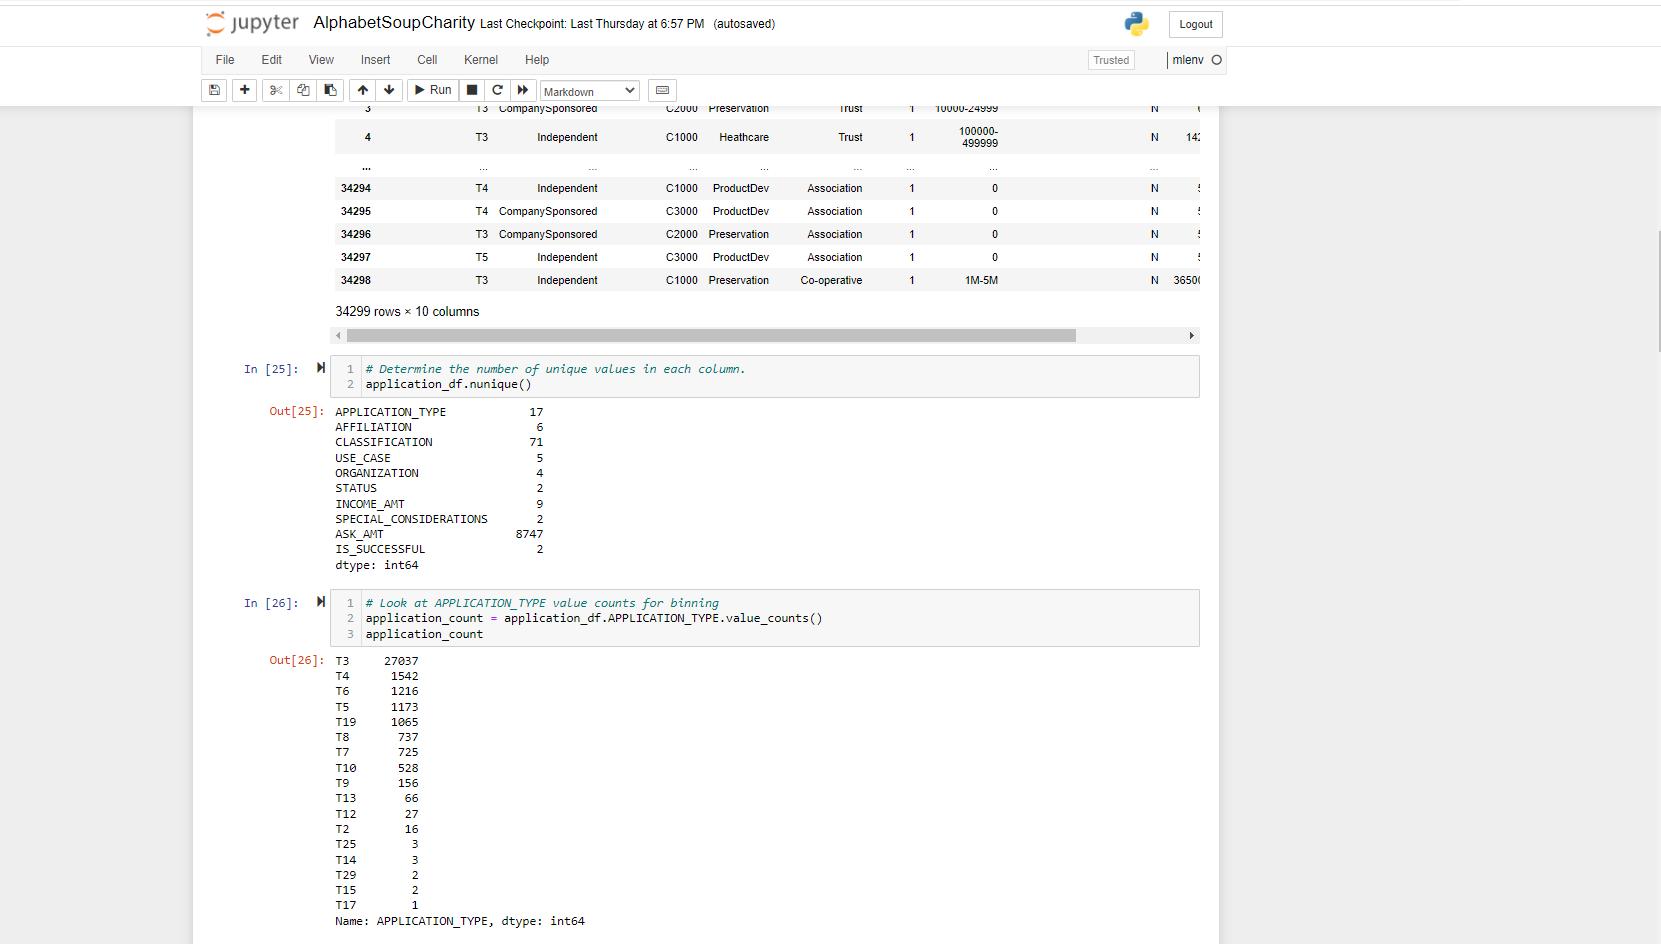 jupyter AlphabetSoupCharity Last Checkpoint: Last Thursday at 6:57 PM (autosaved) Logout
File Edit View Insert Cell Kernel Help Trusted mlenv
Run Markdown
3 T3 CompanySponsored C2000 Preservation Trust 1 10000-24999 N
4 T3 Independent C1000 Heathcare Trust 1 100000-
499999 N 142
... ... ... ... ... ... ... ... ...
34294 T4 Independent C1000 ProductDev Association 1 0 N 5
34295 T4 CompanySponsored C3000 ProductDev Association 1 0 N 5
34296 T3 CompanySponsored C2000 Preservation Association 1 0 N 5
34297 T5 Independent C3000 ProductDev Association 1 0 N 5
34298 T3 Independent C1000 Preservation Co-operative 1 1M-5M N 36500
34299 rows × 10 columns
In [25]: 1 # Determine the number of unique values in each column.
2 application_df.nunique()
Out[25]: APPLICATION_TYPE 17
AFFILIATION 6
CLASSIFICATION 71
USE_CASE 5
ORGANIZATION 4
STATUS 2
INCOME_AMT 9
SPECIAL_CONSIDERATIONS 2
ASK_AMT 8747
IS_SUCCESSFUL 2
dtype: int64
In [26]: 1 # Look at APPLICATION_TYPE value counts for binning
2 application_count = application_df.APPLICATION_TYPE.value_counts()
3 application_count
Out[26]: T3 27037
T4 1542
T6 1216
T5 1173
T19 1065
T8 737
T7 725
T10 528
T9 156
T13 66
T12 27
T2 16
T25 3
T14 3
T29 2
T15 2
T17 1
Name: APPLICATION_TYPE, dtype: int64